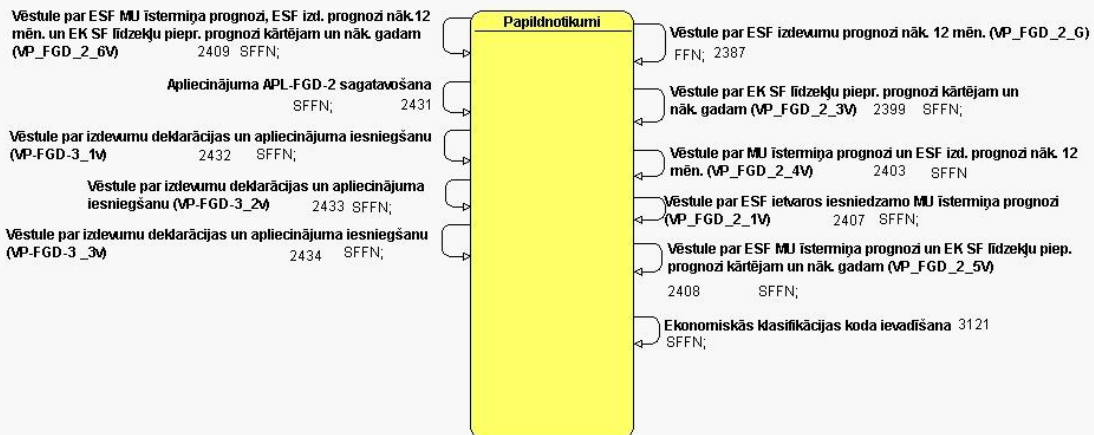 Papildnotikumi
Vēstule par ESF MU īstermiņa prognozi, ESF izd. prognozi nāk.12
mēn. un EK SF līdzekļu piepr. prognozi kārtējam un nāk. gadam
(VP_FGD_2_6V) 2409 SFFN;
Apliecinājuma APL-FGD-2 sagatavošana
SFFN; 2431
Vēstule par izdevumu deklarācijas un apliecinājuma iesniegšanu
(VP-FGD-3_1v) 2432 SFFN;
Vēstule par izdevumu deklarācijas un apliecinājuma
iesniegšanu (VP-FGD-3_2v) 2433 SFFN;
Vēstule par izdevumu deklarācijas un apliecinājuma iesniegšanu
(VP-FGD-3 _3v) 2434 SFFN;
Vēstule par ESF izdevumu prognozi nāk. 12 mēn. (VP_FGD_2_G)
FFN; 2387
Vēstule par EK SF līdzekļu piepr. prognozi kārtējam un
nāk. gadam (VP_FGD_2_3V) 2399 SFFN;
Vēstule par MU īstermiņa prognozi un ESF izd. prognozi nāk. 12
mēn. (VP_FGD_2_4V) 2403 SFFN
Vēstule par ESF ietvaros iesniedzamo MU īstermiņa prognozi
(VP_FGD_2_1V) 2407 SFFN;
Vēstule par ESF MU īstermiņa prognozi un EK SF līdzekļu piep.
prognozi kārtējam un nāk. gadam (VP_FGD_2_5V)
2408 SFFN;
Ekonomiskās klasifikācijas koda ievadīšana 3121
SFFN;